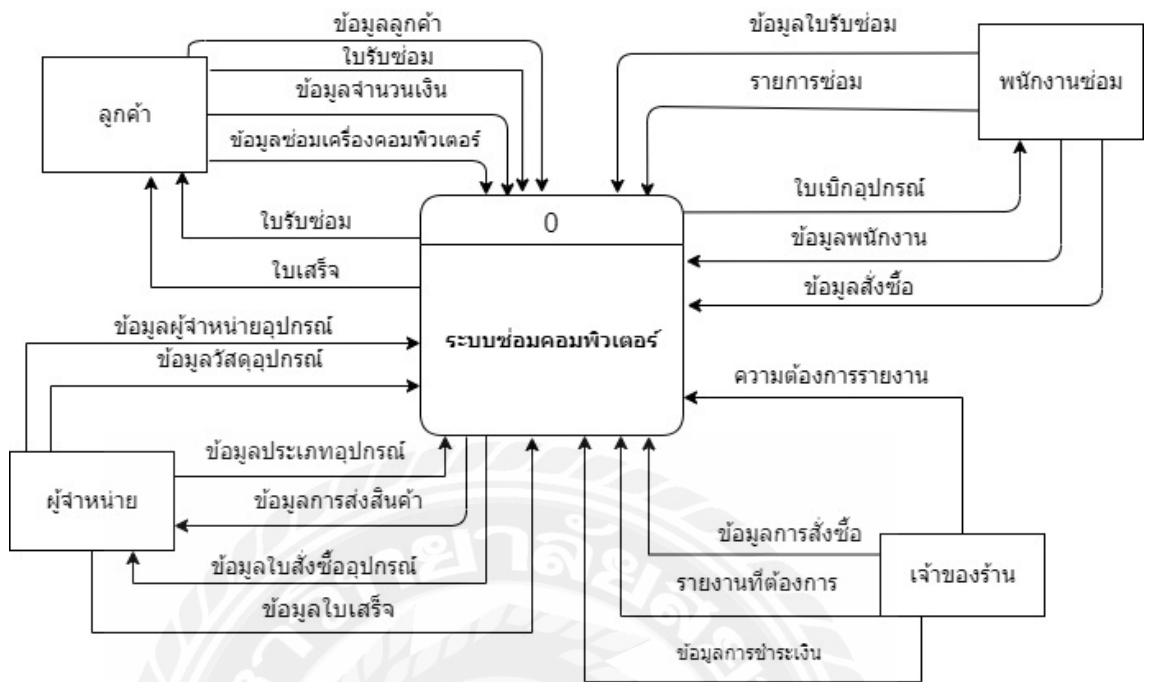 ข้อมูลลูกค้า
ใบรับซ่อม
ข้อมูลจำนวนเงิน
ข้อมูลซ่อมเครื่องคอมพิวเตอร์
ลูกค้า
ใบรับซ่อม
ใบเสร็จ
ข้อมูลใบรับซ่อม
รายการซ่อม
พนักงานซ่อม
ใบเบิกอุปกรณ์
ข้อมูลพนักงาน
ข้อมูลสั่งซื้อ
0
ระบบซ่อมคอมพิวเตอร์
ข้อมูลผู้จำหน่ายอุปกรณ์
ข้อมูลวัสดุอุปกรณ์
ข้อมูลประเภทอุปกรณ์
ผู้จำหน่าย
ข้อมูลการส่งสินค้า
ข้อมูลใบสั่งซื้ออุปกรณ์
ข้อมูลใบเสร็จ
ความต้องการรายงาน
ข้อมูลการสั่งซื้อ
รายงานที่ต้องการ
เจ้าของร้าน
ข้อมูลการชำระเงิน